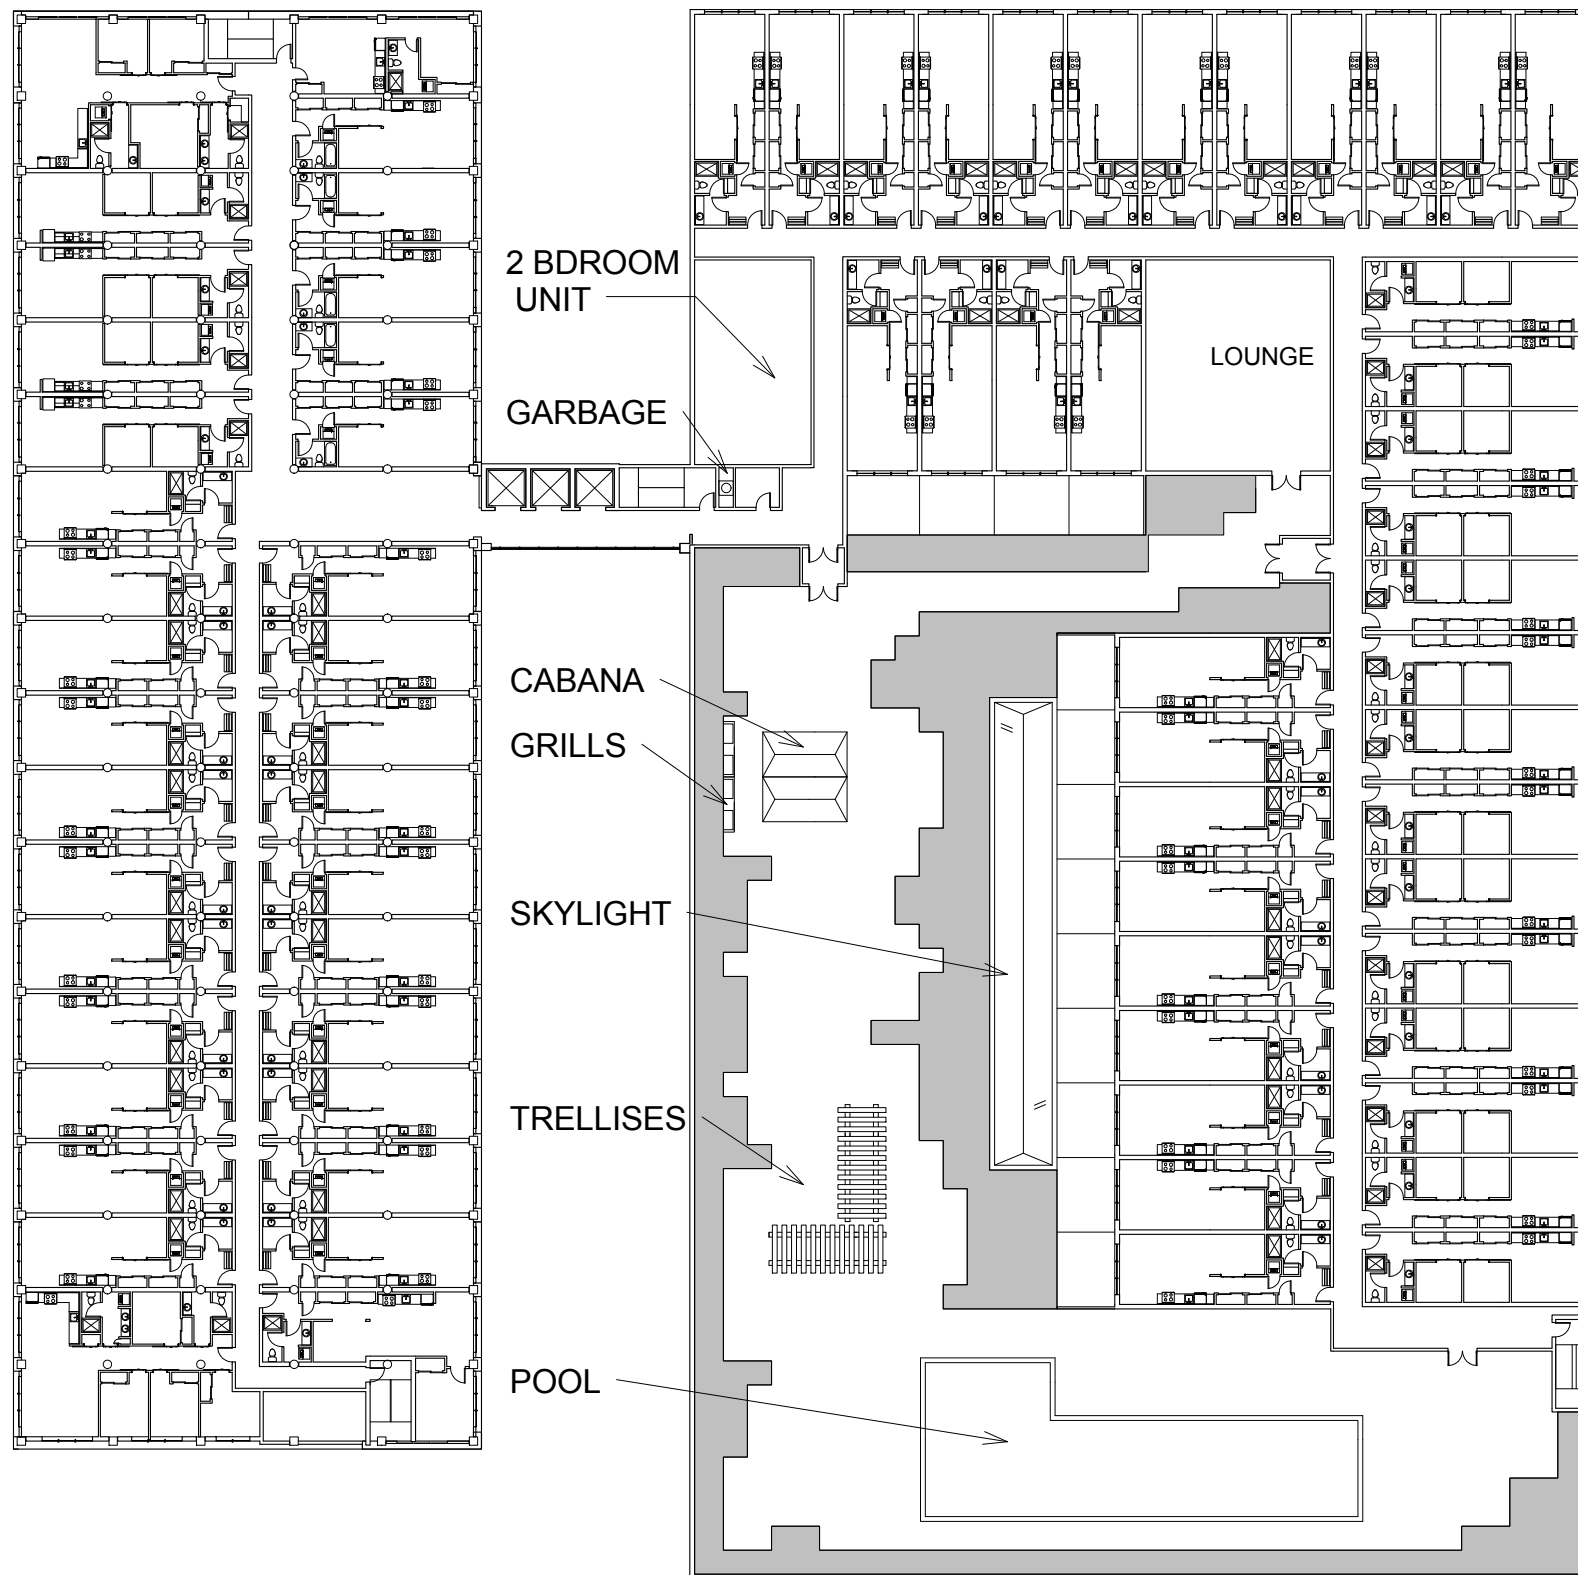 2 BDROOM
UNIT
LOUNGE
GARBAGE
CABANA
GRILLS
SKYLIGHT
TRELLISES
POOL